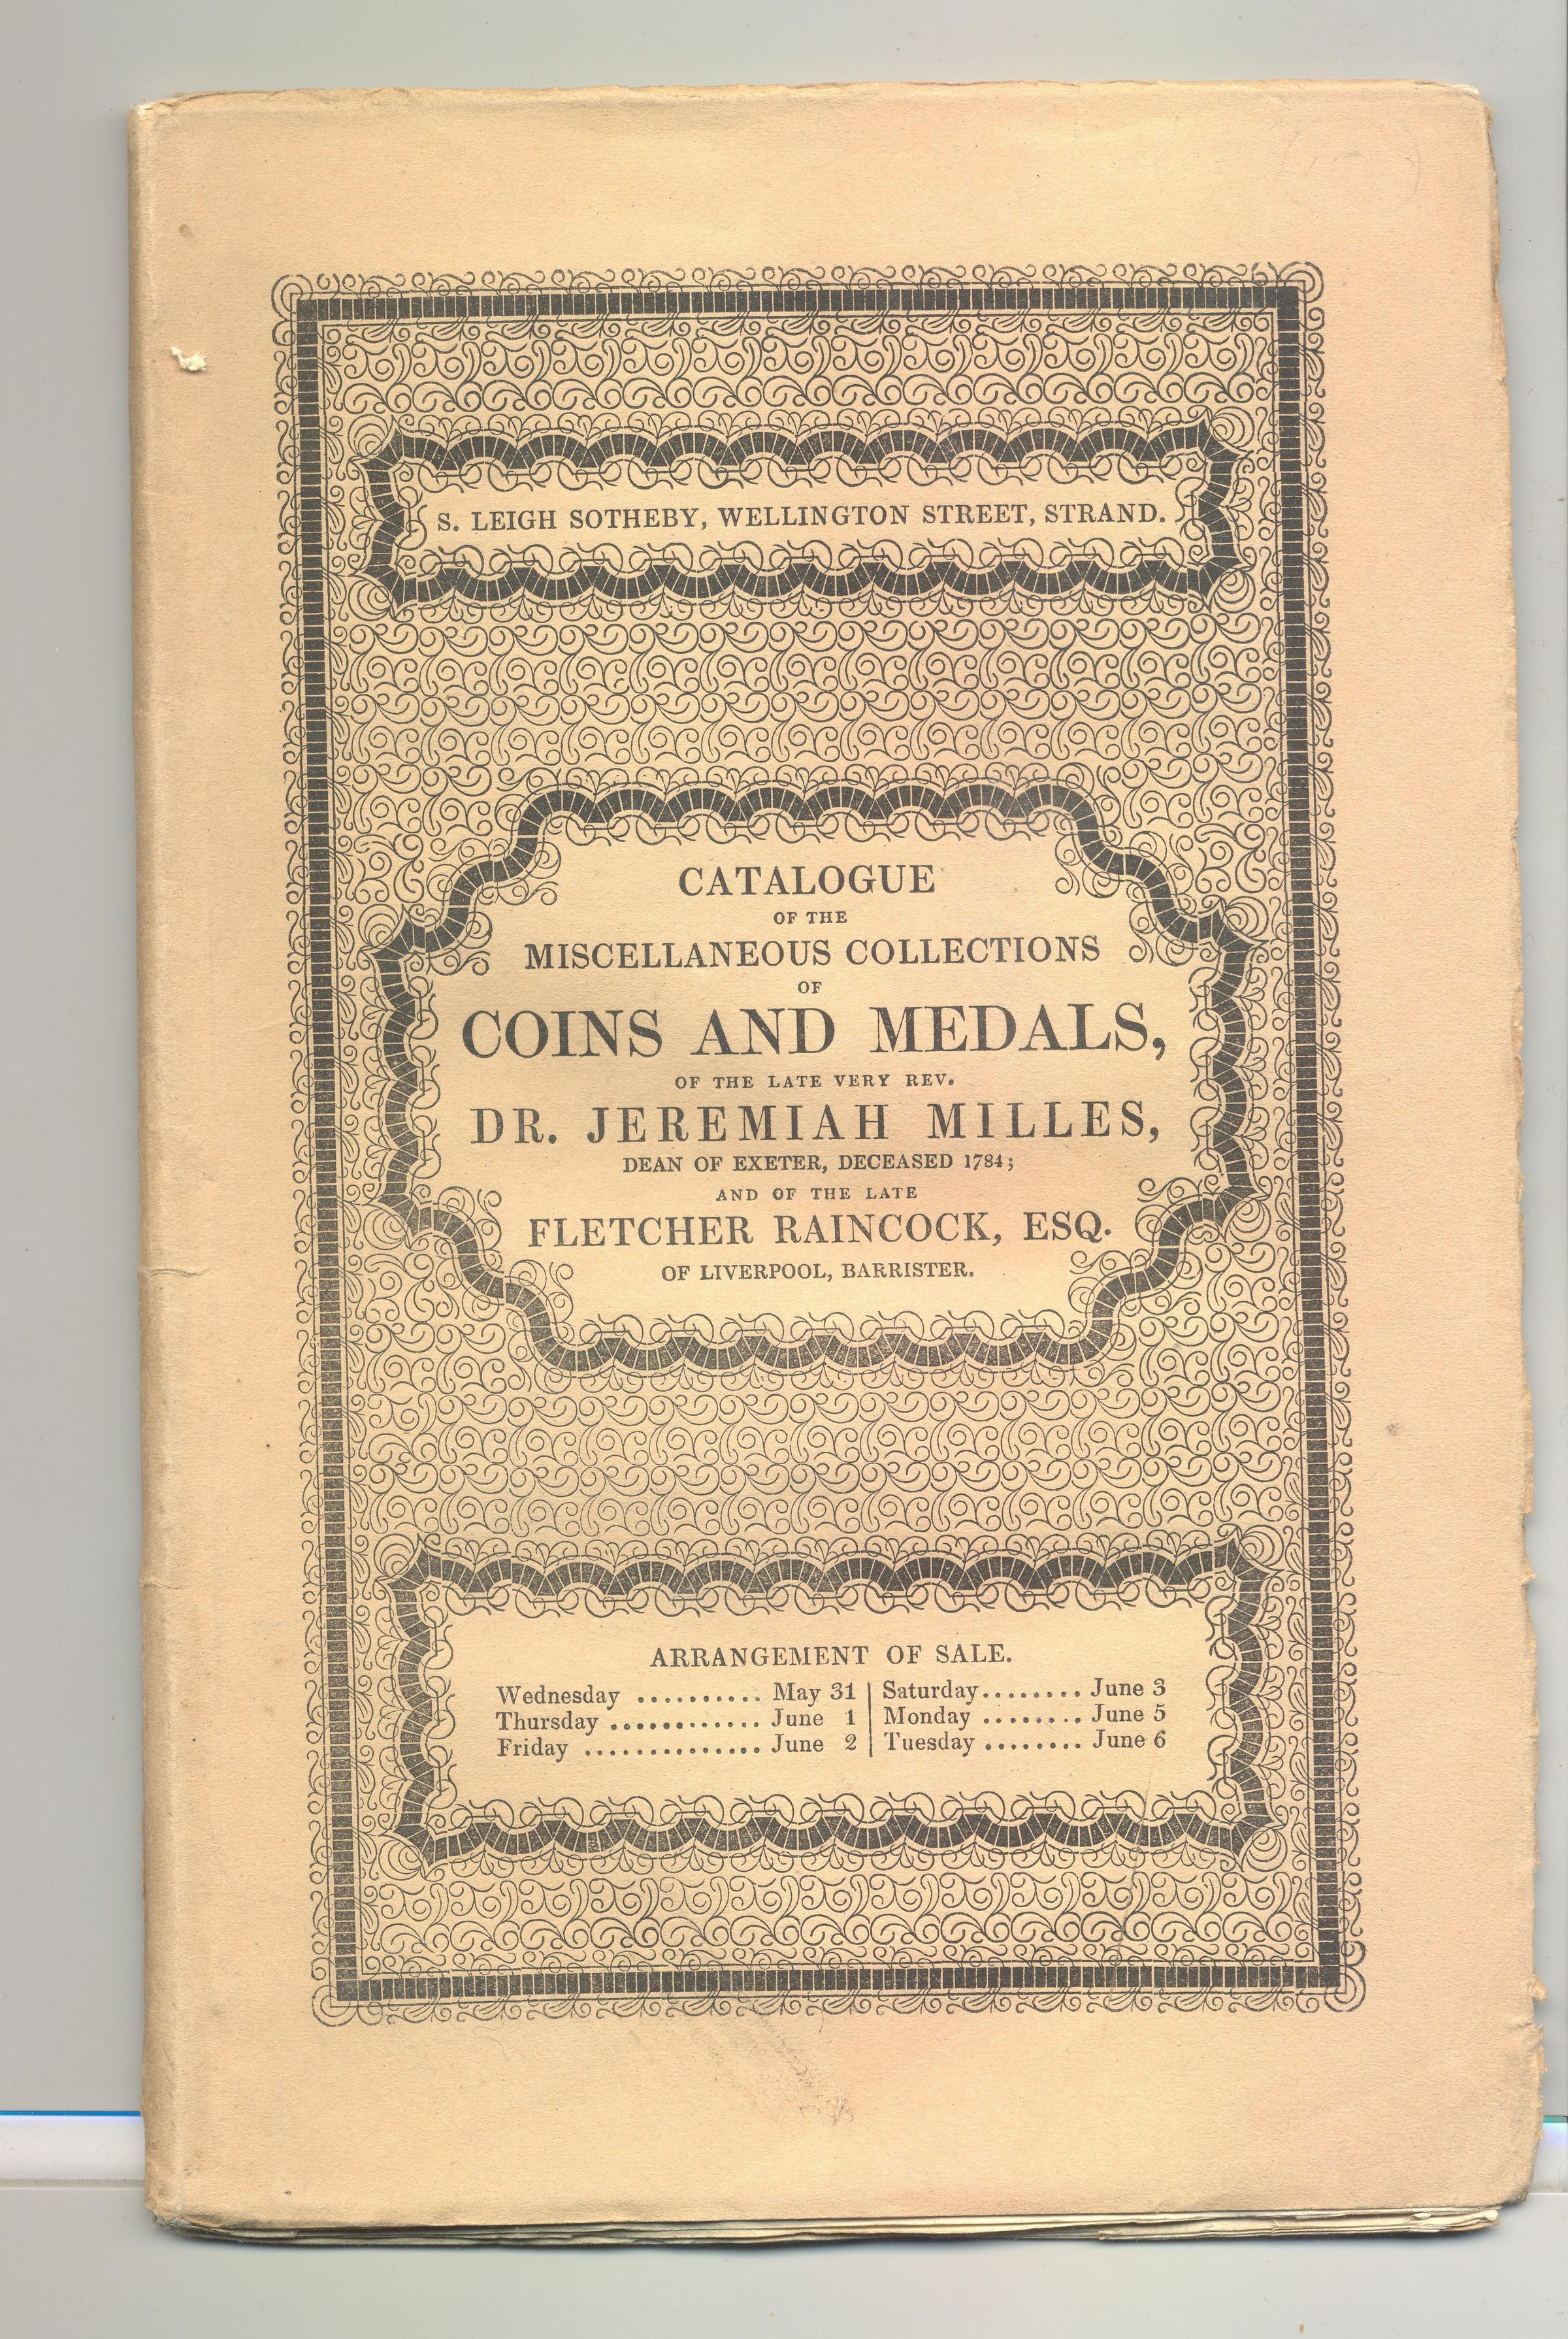 S. LEIGH SOTHEBY, WELLINGTON STREET, STRAND.
CATALOGUE
OF THE
MISCELLANEOUS COLLECTIONS
OF
COINS AND MEDALS,
OF THE LATE VERY REV.
DR. JEREMIAH MILLES,
DEAN OF EXETER, DECEASED 1784;
AND OF THE LATE
FLETCHER RAINCOCK, ESQ.
OF LIVERPOOL, BARRISTER.
ARRANGEMENT OF SALE.
Wednesday .......... May 31
Thursday ............ June 1
Friday .............. June 2
Saturday........ June 3
Monday ........ June 5
Tuesday ........ June 6